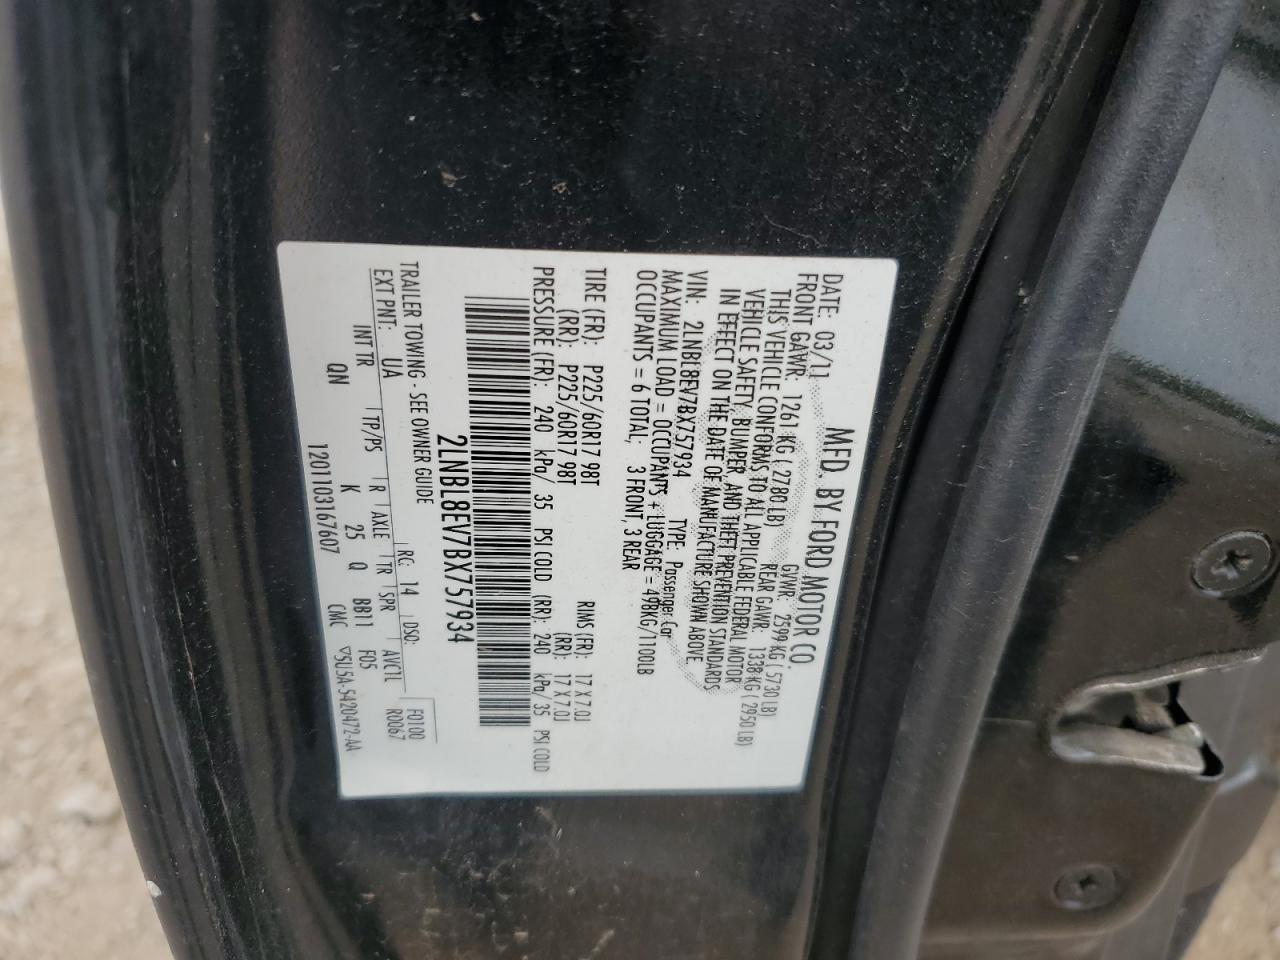 MFD. BY FORD MOTOR CO.
DATE: 03/11 GVWR: 2599 KG ( 5730 LB)
FRONT GAWR: 1261 KG ( 2780 LB) REAR GAWR: 1338 KG ( 2950 LB)
THIS VEHICLE CONFORMS TO ALL APPLICABLE FEDERAL MOTOR
VEHICLE SAFETY, BUMPER, AND THEFT PREVENTION STANDARDS
IN EFFECT ON THE DATE OF MANUFACTURE SHOWN ABOVE.
VIN: 2LNBL8EV7BX757934 TYPE: Passenger Car
MAXIMUM LOAD = OCCUPANTS + LUGGAGE = 498KG/1100LB
OCCUPANTS = 6 TOTAL; 3 FRONT, 3 REAR
TIRE (FR): P225/60R17 98T RIMS (FR): 17 X 7.0J
(RR): P225/60R17 98T (RR): 17 X 7.0J
PRESSURE (FR): 240 kPa/ 35 PSI COLD (RR): 240 kPa/ 35 PSI COLD
2LNBL8EV7BX757934
TRAILER TOWING - SEE OWNER GUIDE
EXT PNT: UA RC: 14 DSO: F0100
R0067
INT TR TP/PS R AXLE TR SPR AVC1L
QN K 25 Q BB11 F05
1201103167607 CMC ▽5U5A-5420472-AA